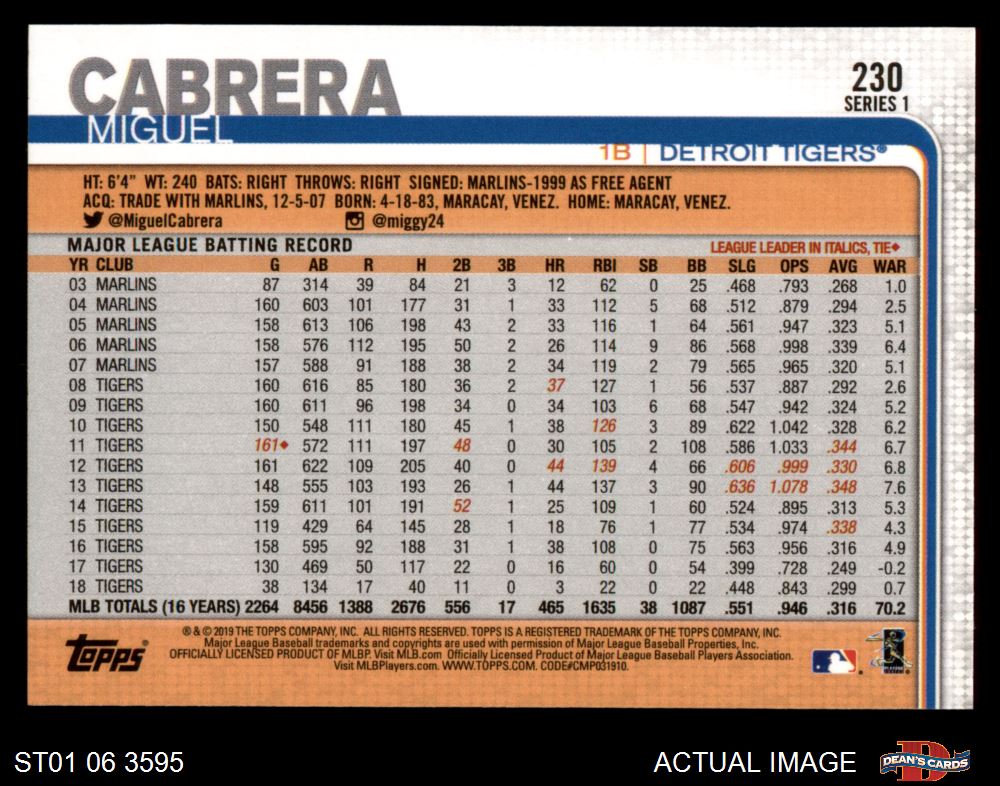 CABRERA
MIGUEL
230
SERIES 1
1B | DETROIT TIGERS®
HT: 6'4" WT: 240 BATS: RIGHT THROWS: RIGHT SIGNED: MARLINS-1999 AS FREE AGENT
ACQ: TRADE WITH MARLINS, 12-5-07 BORN: 4-18-83, MARACAY, VENEZ. HOME: MARACAY, VENEZ.
@MiguelCabrera @miggy24
MAJOR LEAGUE BATTING RECORD LEAGUE LEADER IN ITALICS, TIE◆
YR CLUB G AB R H 2B 3B HR RBI SB BB SLG OPS AVG WAR
03 MARLINS 87 314 39 84 21 3 12 62 0 25 .468 .793 .268 1.0
04 MARLINS 160 603 101 177 31 1 33 112 5 68 .512 .879 .294 2.5
05 MARLINS 158 613 106 198 43 2 33 116 1 64 .561 .947 .323 5.1
06 MARLINS 158 576 112 195 50 2 26 114 9 86 .568 .998 .339 6.4
07 MARLINS 157 588 91 188 38 2 34 119 2 79 .565 .965 .320 5.1
08 TIGERS 160 616 85 180 36 2 37 127 1 56 .537 .887 .292 2.6
09 TIGERS 160 611 96 198 34 0 34 103 6 68 .547 .942 .324 5.2
10 TIGERS 150 548 111 180 45 1 38 126 3 89 .622 1.042 .328 6.2
11 TIGERS 161◆ 572 111 197 48 0 30 105 2 108 .586 1.033 .344 6.7
12 TIGERS 161 622 109 205 40 0 44 139 4 66 .606 .999 .330 6.8
13 TIGERS 148 555 103 193 26 1 44 137 3 90 .636 1.078 .348 7.6
14 TIGERS 159 611 101 191 52 1 25 109 1 60 .524 .895 .313 5.3
15 TIGERS 119 429 64 145 28 1 18 76 1 77 .534 .974 .338 4.3
16 TIGERS 158 595 92 188 31 1 38 108 0 75 .563 .956 .316 4.9
17 TIGERS 130 469 50 117 22 0 16 60 0 54 .399 .728 .249 -0.2
18 TIGERS 38 134 17 40 11 0 3 22 0 22 .448 .843 .299 0.7
MLB TOTALS (16 YEARS) 2264 8456 1388 2676 556 17 465 1635 38 1087 .551 .946 .316 70.2
Topps®
® & © 2019 THE TOPPS COMPANY, INC. ALL RIGHTS RESERVED. TOPPS IS A REGISTERED TRADEMARK OF THE TOPPS COMPANY, INC.
Major League Baseball trademarks and copyrights are used with permission of Major League Baseball Properties, Inc.
OFFICIALLY LICENSED PRODUCT OF MLBP. Visit MLB.com Officially Licensed Product of Major League Baseball Players Association.
Visit MLBPlayers.com. WWW.TOPPS.COM. CODE#CMP031910.
ST01 06 3595
ACTUAL IMAGE
DEAN'S CARDS